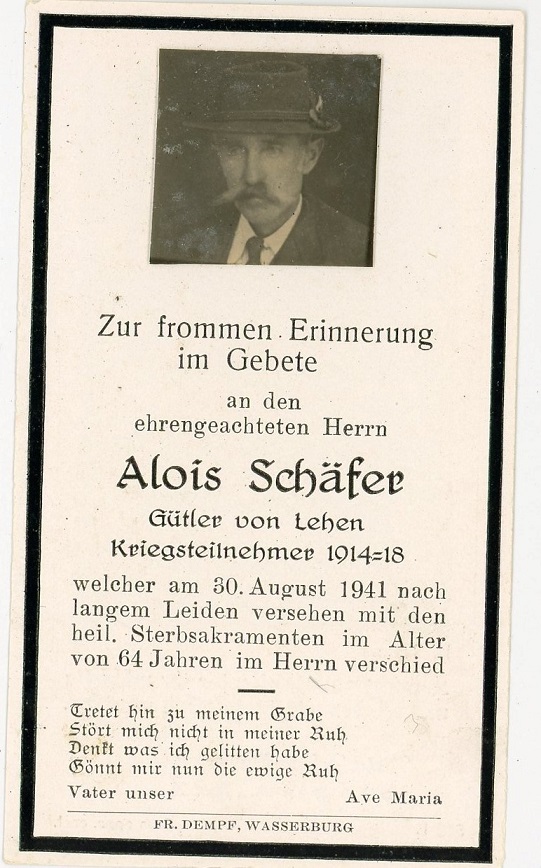 Zur frommen Erinnerung
im Gebete
an den
ehrengeachteten Herrn
Alois Schäfer
Gütler von Lehen
Kriegsteilnehmer 1914=18
welcher am 30. August 1941 nach
langem Leiden versehen mit den
heil. Sterbsakramenten im Alter
von 64 Jahren im Herrn verschied
Tretet hin zu meinem Grabe
Stört mich nicht in meiner Ruh
Denkt was ich gelitten habe
Gönnt mir nun die ewige Ruh
Vater unser Ave Maria
FR. DEMPF, WASSERBURG